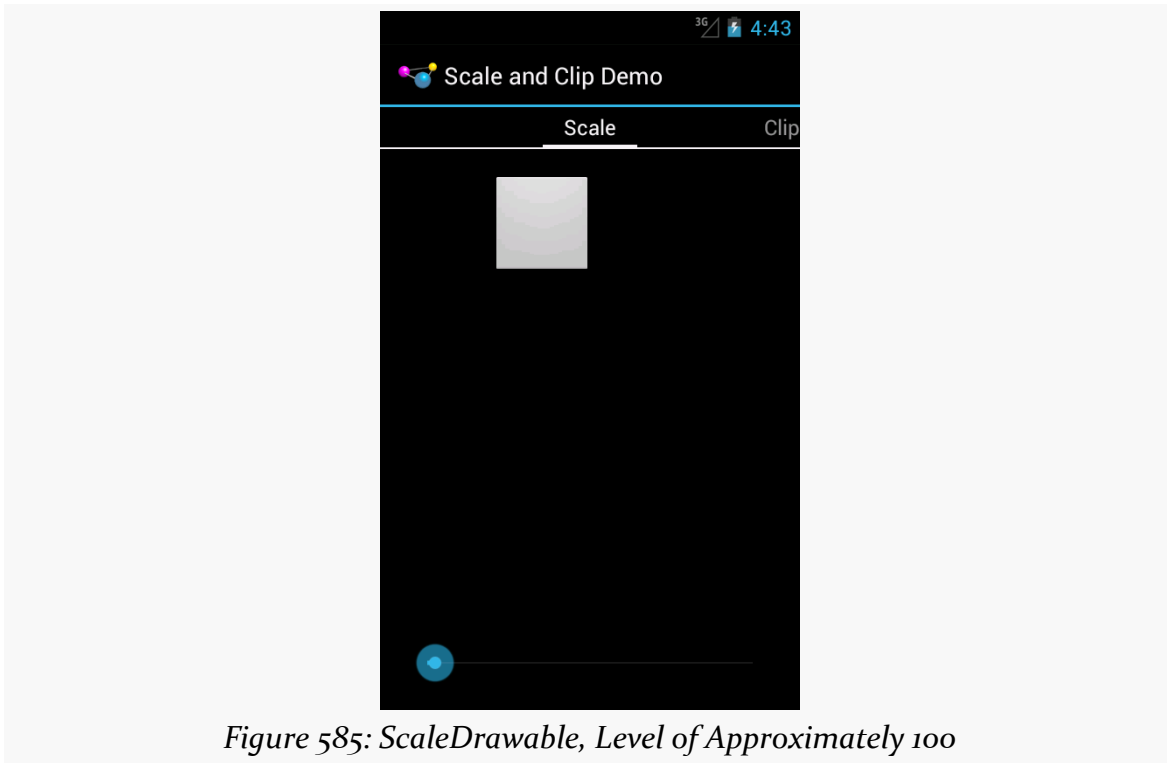 3G 4:43
Scale and Clip Demo
Scale Clip
Figure 585: ScaleDrawable, Level of Approximately 100